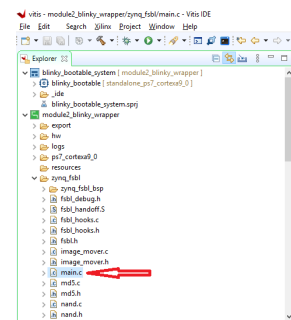 vitis - module2_blinky_wrapper/zynq_fsbl/main.c - Vitis IDE
File Edit Search Xilinx Project Window Help
Explorer
blinky_bootable_system [ module2_blinky_wrapper ]
blinky_bootable [ standalone_ps7_cortexa9_0 ]
_ide
blinky_bootable_system.sprj
module2_blinky_wrapper
export
hw
logs
ps7_cortexa9_0
resources
zynq_fsbl
zynq_fsbl_bsp
fsbl_debug.h
fsbl_handoff.S
fsbl_hooks.c
fsbl_hooks.h
fsbl.h
image_mover.c
image_mover.h
main.c
md5.c
md5.h
nand.c
nand.h